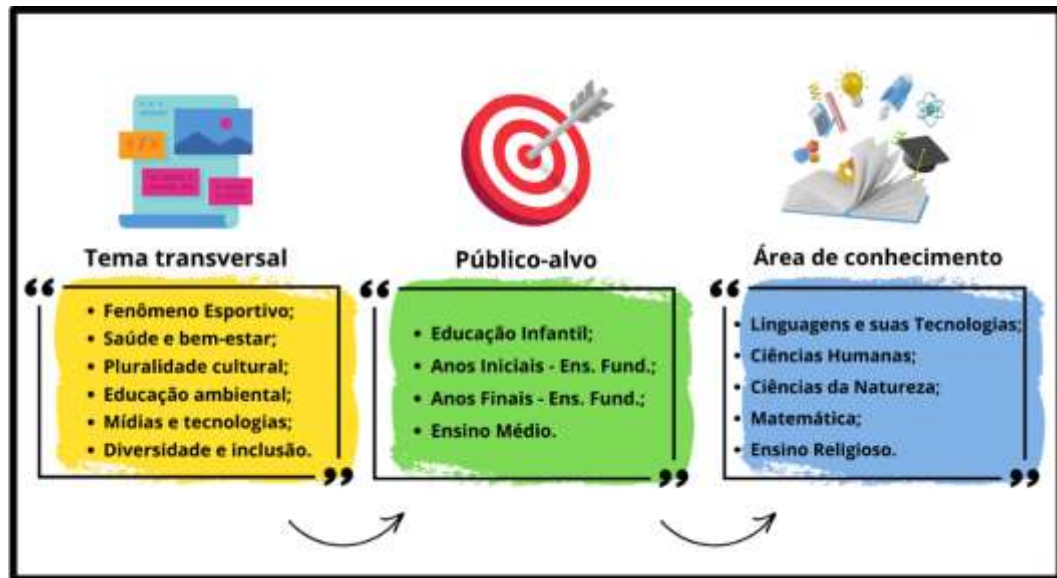 Tema transversal
• Fenômeno Esportivo;
• Saúde e bem-estar;
• Pluralidade cultural;
• Educação ambiental;
• Mídias e tecnologias;
• Diversidade e inclusão.
Público-alvo
• Educação Infantil;
• Anos Iniciais - Ens. Fund.;
• Anos Finais - Ens. Fund.;
• Ensino Médio.
Área de conhecimento
• Linguagens e suas Tecnologias;
• Ciências Humanas;
• Ciências da Natureza;
• Matemática;
• Ensino Religioso.